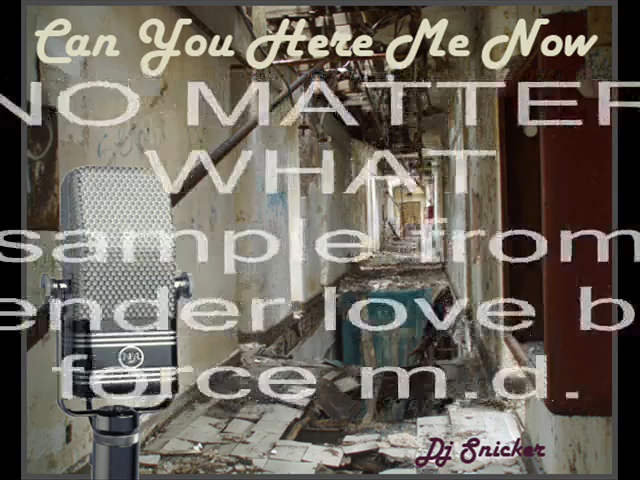 Can You Here Me Now
NO MATTER
WHAT
sample from
ender love b
force m.d.
Dj Snicker